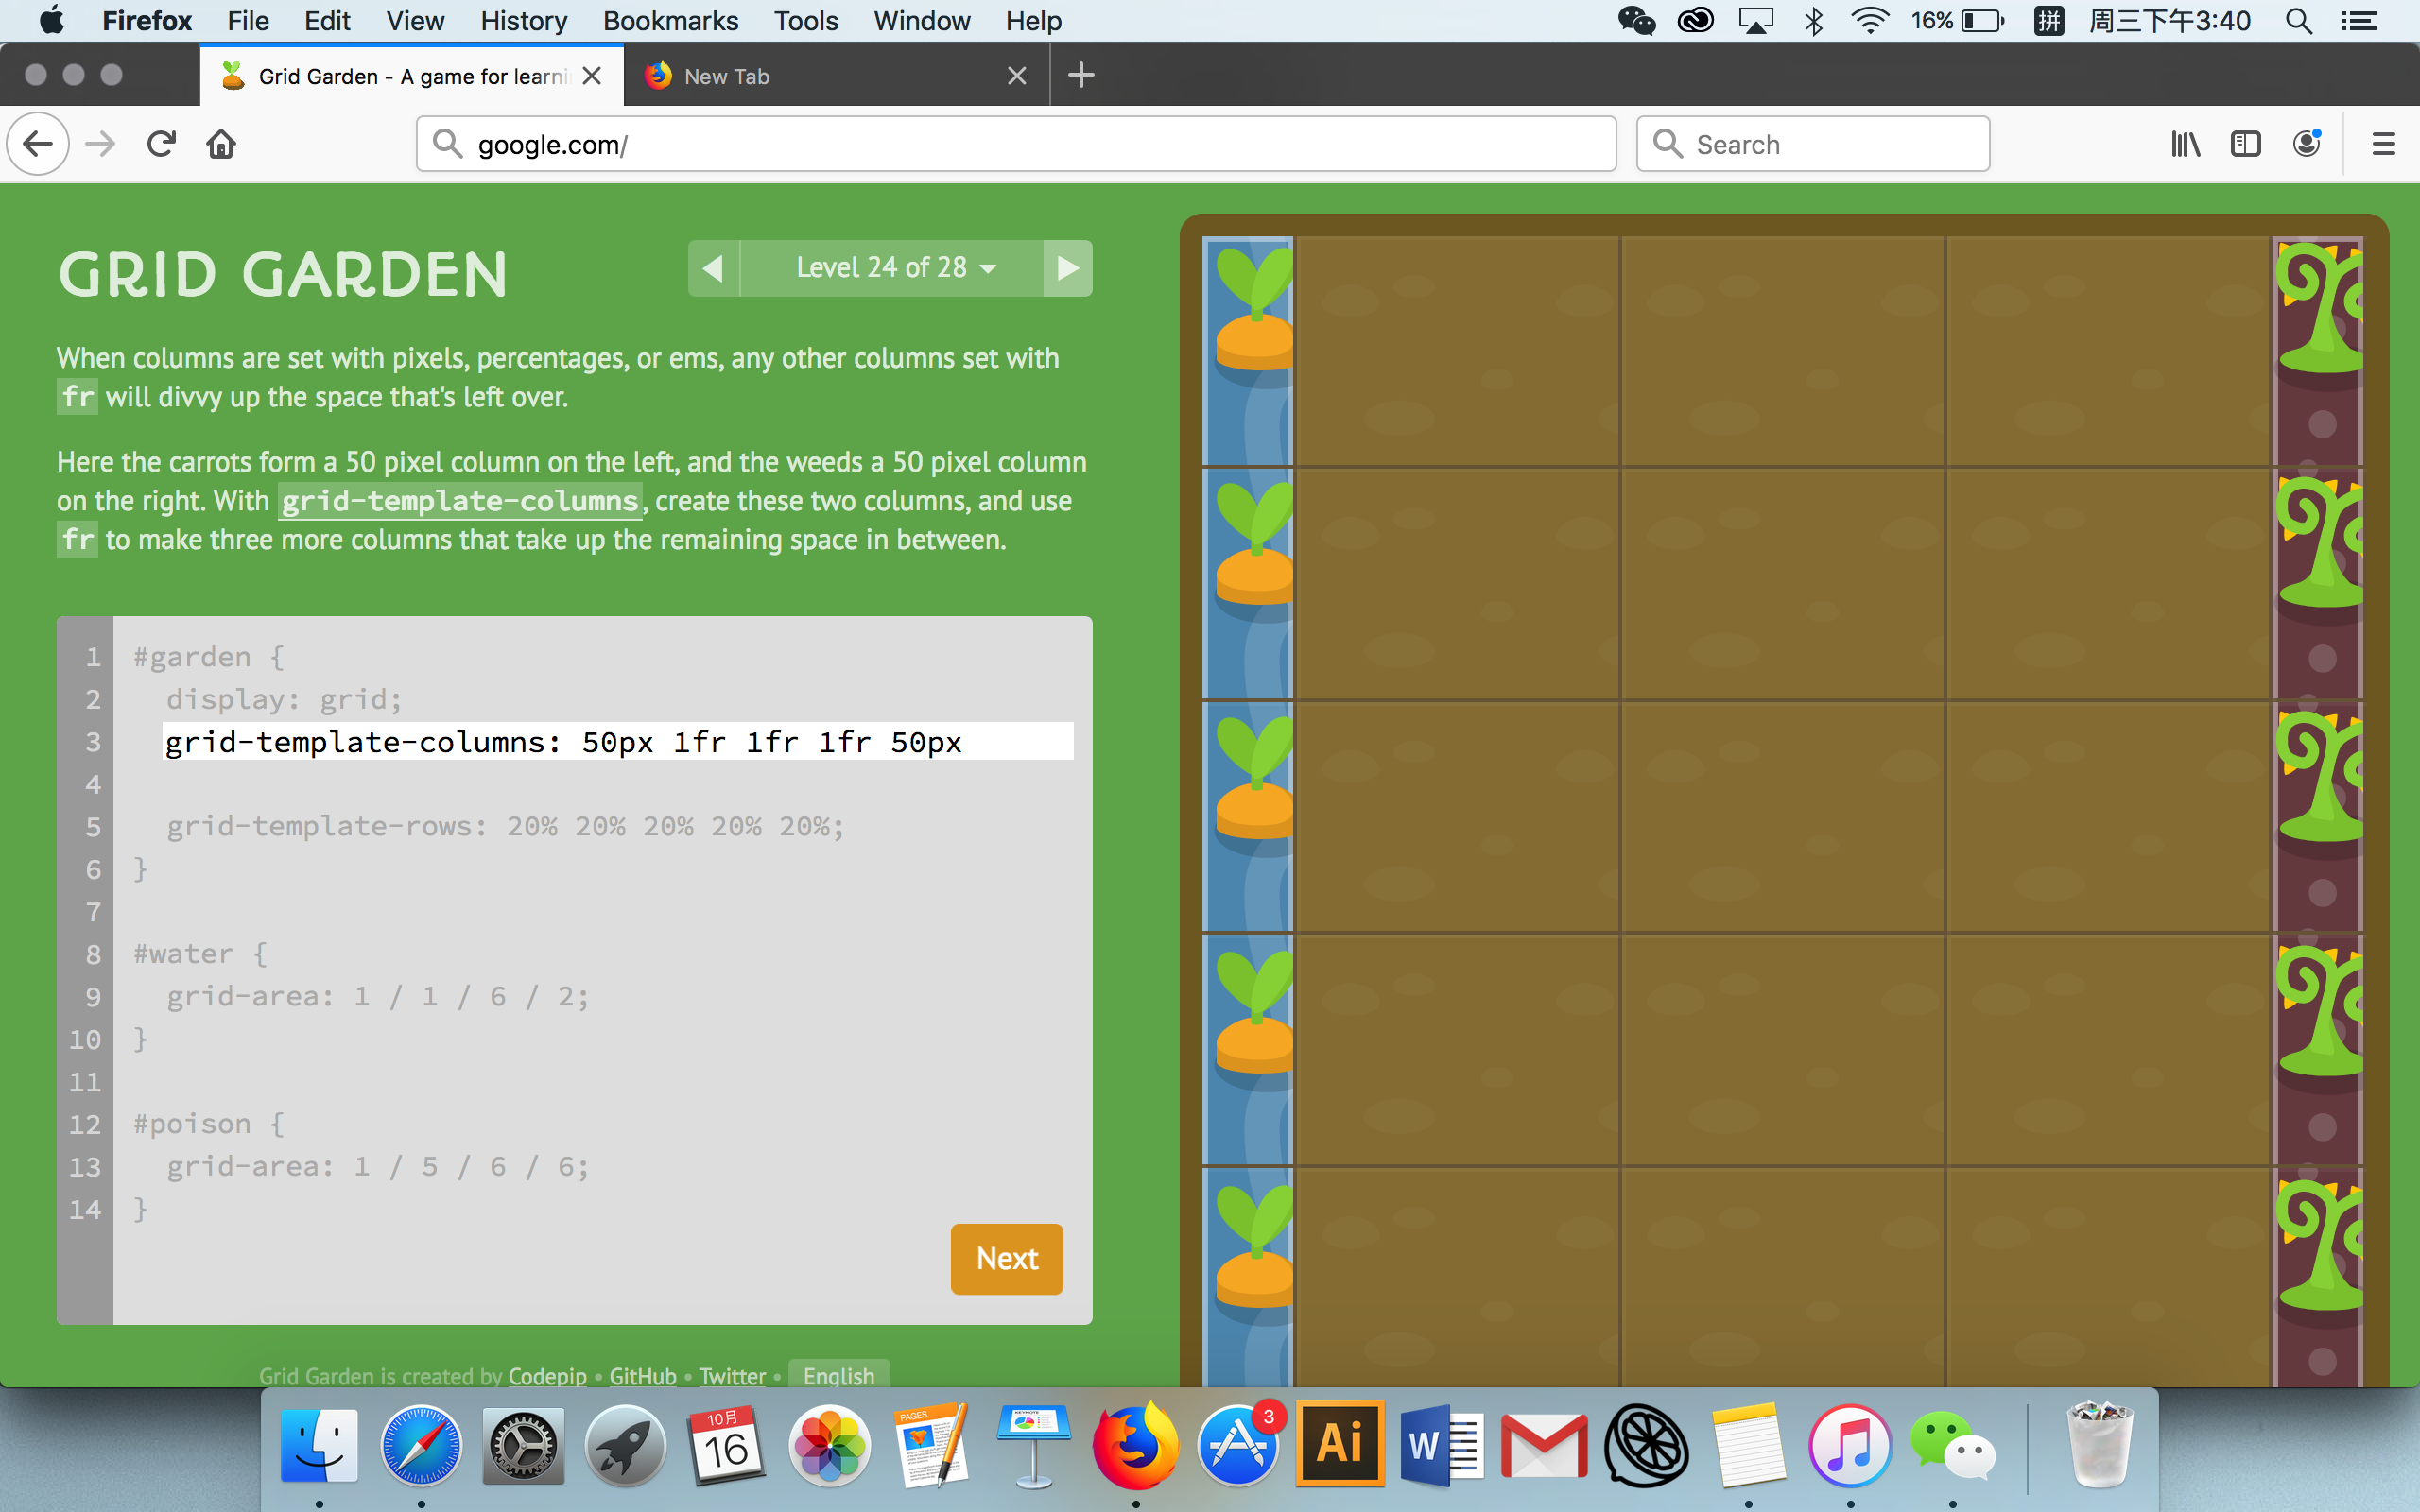 Firefox File Edit View History Bookmarks Tools Window Help 16% 拼 周三下午3:40
Grid Garden - A game for learni
New Tab
google.com/
Search
GRID GARDEN
Level 24 of 28
When columns are set with pixels, percentages, or ems, any other columns set with
fr will divvy up the space that's left over.
Here the carrots form a 50 pixel column on the left, and the weeds a 50 pixel column
on the right. With grid-template-columns, create these two columns, and use
fr to make three more columns that take up the remaining space in between.
1 #garden {
2 display: grid;
3 grid-template-columns: 50px 1fr 1fr 1fr 50px
4
5 grid-template-rows: 20% 20% 20% 20% 20%;
6 }
7
8 #water {
9 grid-area: 1 / 1 / 6 / 2;
10 }
11
12 #poison {
13 grid-area: 1 / 5 / 6 / 6;
14 }
Next
Grid Garden is created by Codepip • GitHub • Twitter • English
10月
16
PAGES
3
Ai
W